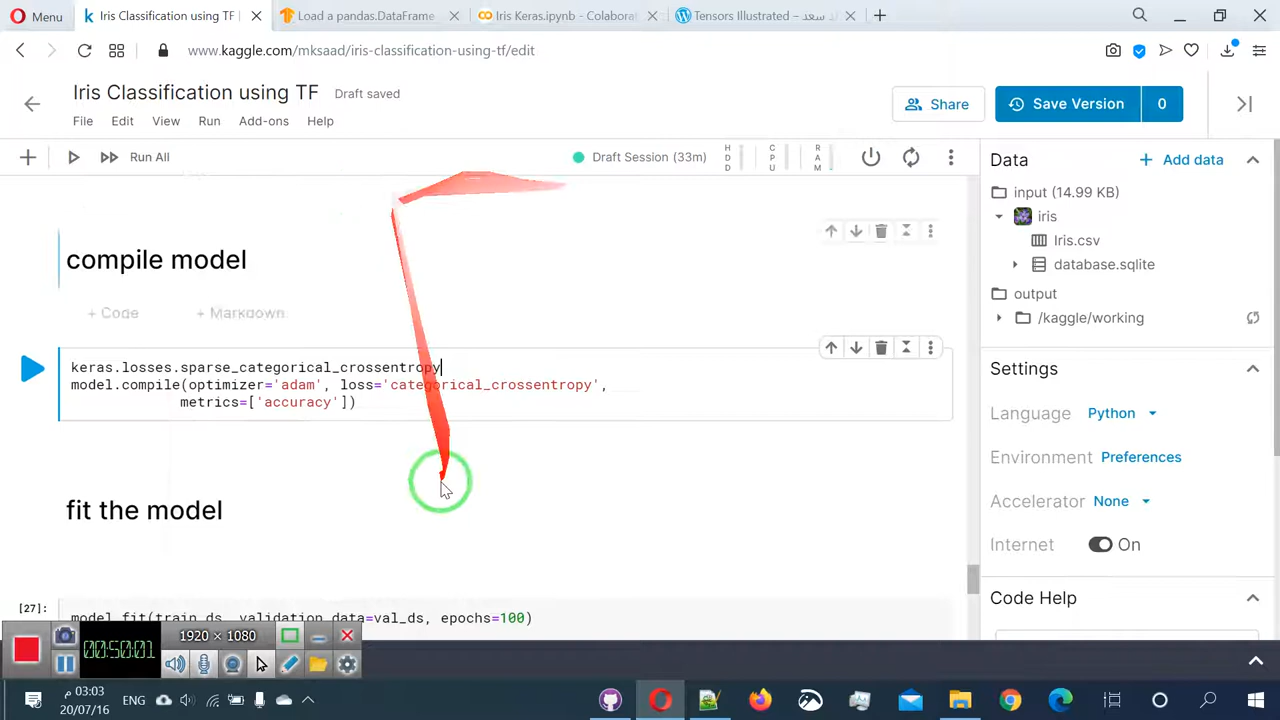 Menu
Iris Classification using TF |
Load a pandas.DataFrame
Iris Keras.ipynb - Colabora
Tensors Illustrated – د سعد
www.kaggle.com/mksaad/iris-classification-using-tf/edit
Iris Classification using TF
Draft saved
Share
Save Version
0
File
Edit
View
Run
Add-ons
Help
Run All
Draft Session (33m)
HDD
CPU
RAM
compile model
+ Code
+ Markdown
keras.losses.sparse_categorical_crossentropy
model.compile(optimizer='adam', loss='categorical_crossentropy',
metrics=['accuracy'])
fit the model
[27]:
model.fit(train_ds, validation_data=val_ds, epochs=100)
Data
+ Add data
input (14.99 KB)
iris
Iris.csv
database.sqlite
output
/kaggle/working
Settings
Language
Python
Environment
Preferences
Accelerator
None
Internet
On
Code Help
1920 × 1080
00:50:01
03:03 م
20/07/16
ENG